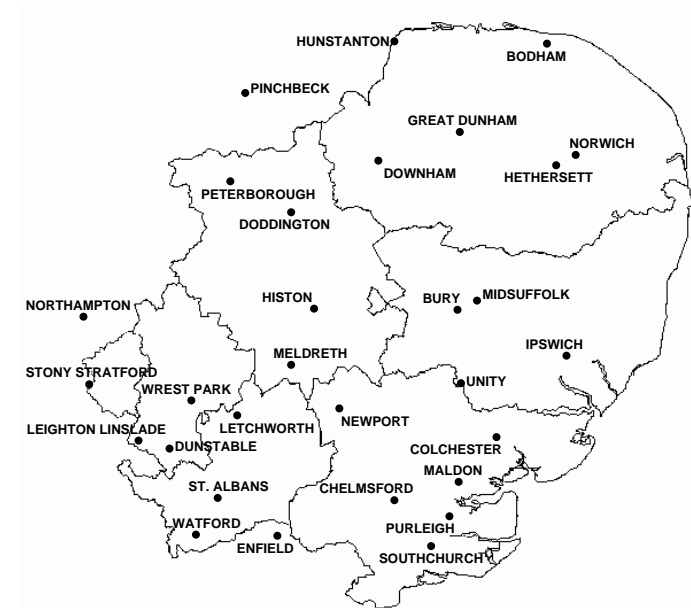 HUNSTANTON
BODHAM
PINCHBECK
GREAT DUNHAM
NORWICH
DOWNHAM
HETHERSETT
PETERBOROUGH
DODDINGTON
NORTHAMPTON
HISTON
BURY
MIDSUFFOLK
IPSWICH
MELDRETH
STONY STRATFORD
UNITY
WREST PARK
NEWPORT
LETCHWORTH
LEIGHTON LINSLADE
DUNSTABLE
COLCHESTER
MALDON
ST. ALBANS
CHELMSFORD
WATFORD
PURLEIGH
ENFIELD
SOUTHCHURCH